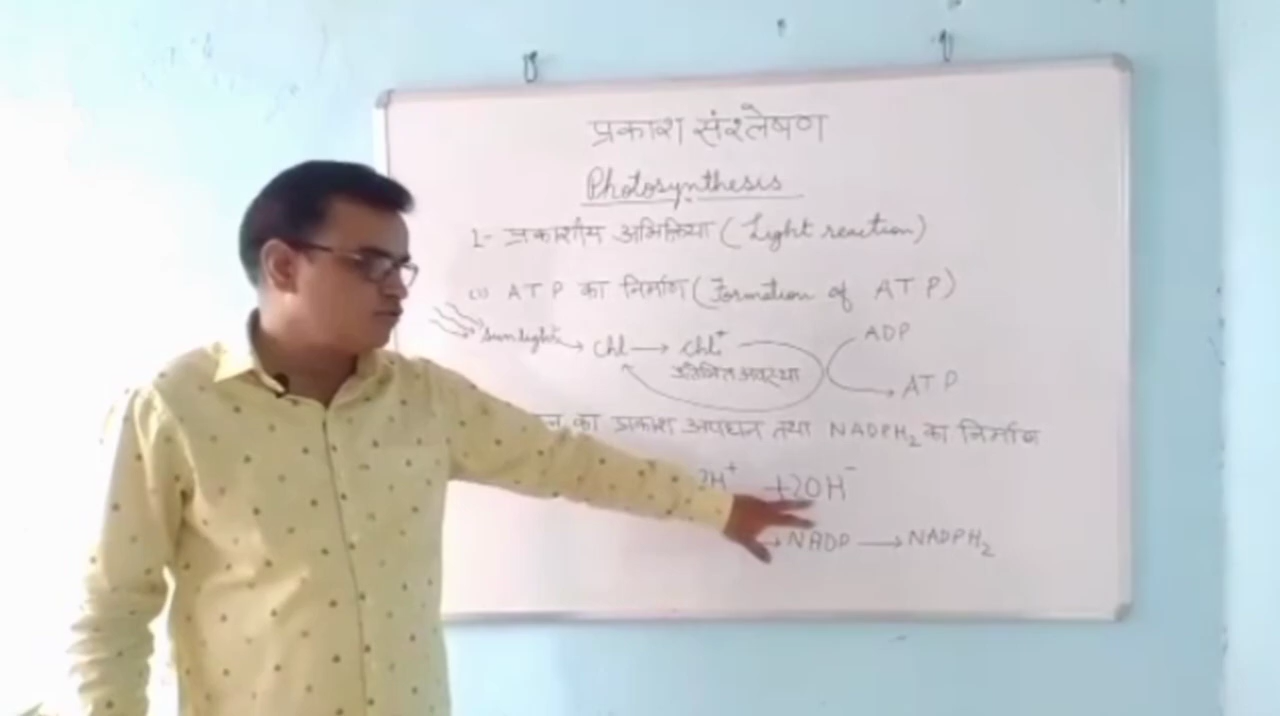 प्रकाश संश्लेषण
Photosynthesis
1- प्रकाशीय अभिक्रिया (Light reaction)
(i) ATP का निर्माण (Formation of ATP)
Sunlight → chl → chl⁺ ADP
उत्तेजित अवस्था → ATP
का प्रकाश अपघटन तथा NADPH₂ का निर्माण
2H⁺ +2OH⁻
→ NADP → NADPH₂